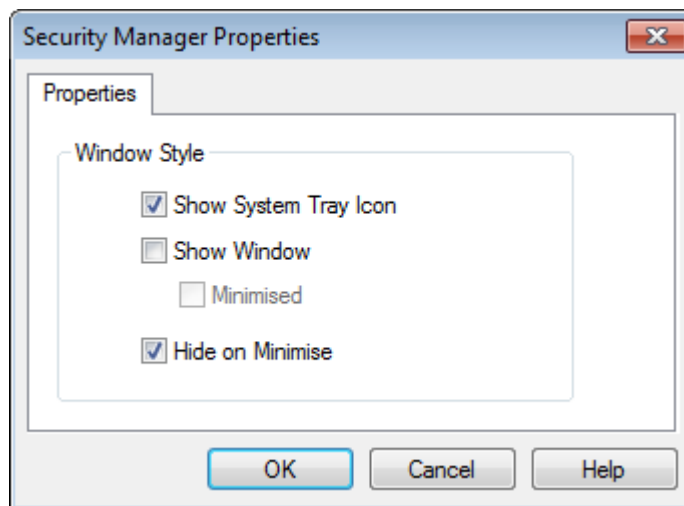 Security Manager Properties
Properties
Window Style
Show System Tray Icon
Show Window
Minimised
Hide on Minimise
OK Cancel Help